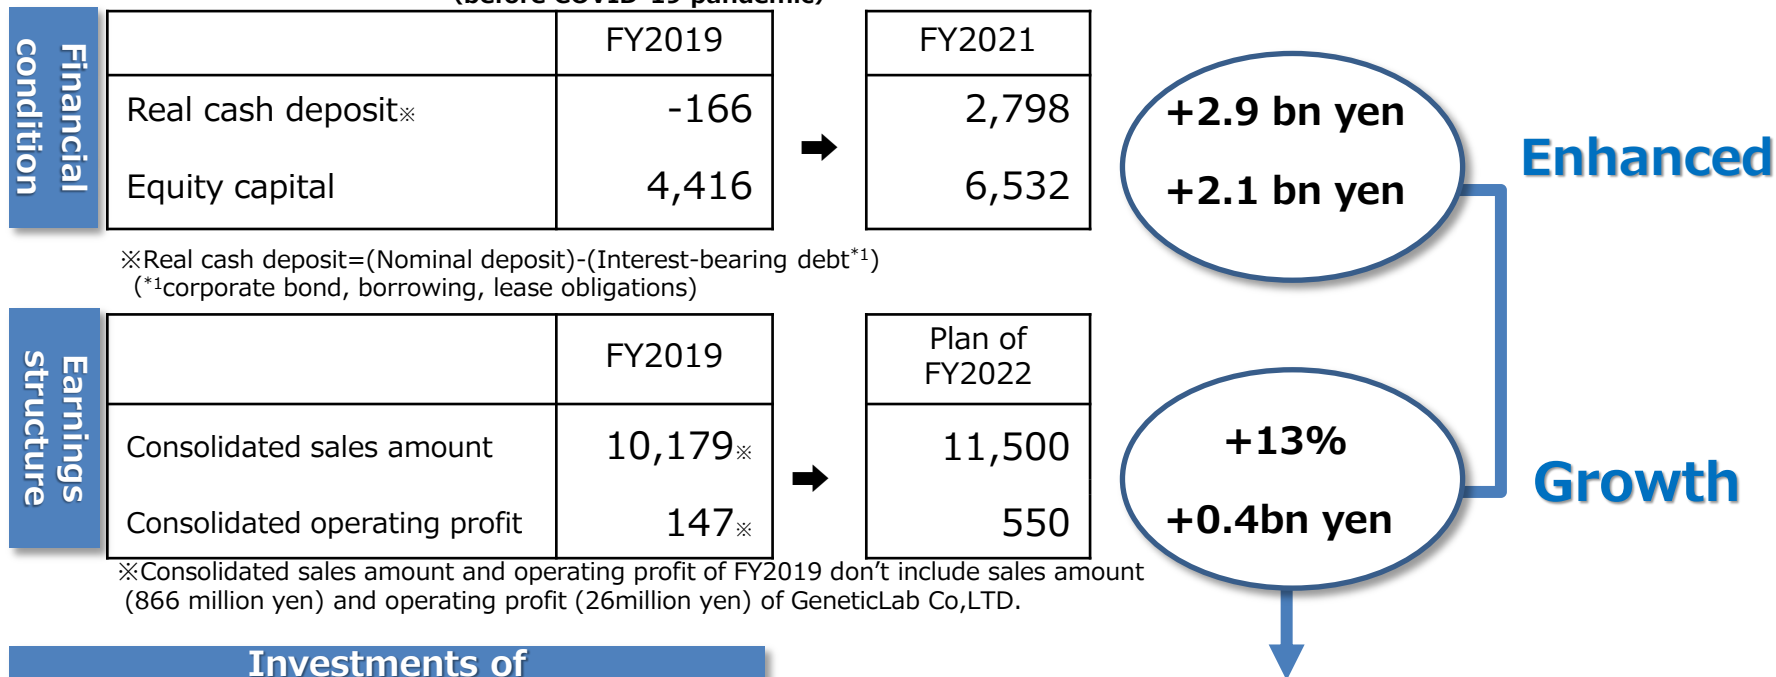 (before COVID-19 pandemic)
Financial condition
FY2019 FY2021
Real cash deposit※ -166 ➡ 2,798 +2.9 bn yen
Equity capital 4,416 6,532 +2.1 bn yen
Enhanced
※Real cash deposit=(Nominal deposit)-(Interest-bearing debt*1)
(*1corporate bond, borrowing, lease obligations)
Earnings structure
FY2019 Plan of FY2022
Consolidated sales amount 10,179※ ➡ 11,500 +13%
Consolidated operating profit 147※ 550 +0.4bn yen
Growth
※Consolidated sales amount and operating profit of FY2019 don't include sales amount
(866 million yen) and operating profit (26million yen) of GeneticLab Co,LTD.
Investments of